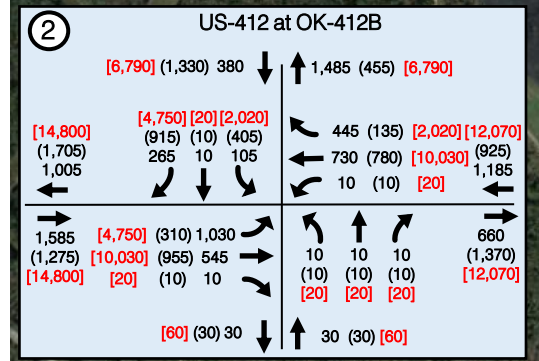 2
US-412 at OK-412B
[6,790] (1,330) 380
1,485 (455) [6,790]
[4,750] [20] [2,020]
(915) (10) (405)
265 10 105
[14,800]
(1,705)
1,005
445 (135) [2,020]
730 (780) [10,030]
10 (10) [20]
[12,070]
(925)
1,185
1,585
(1,275)
[14,800]
[4,750] (310) 1,030
[10,030] (955) 545
[20] (10) 10
10 10 10
(10) (10) (10)
[20] [20] [20]
660
(1,370)
[12,070]
[60] (30) 30
30 (30) [60]